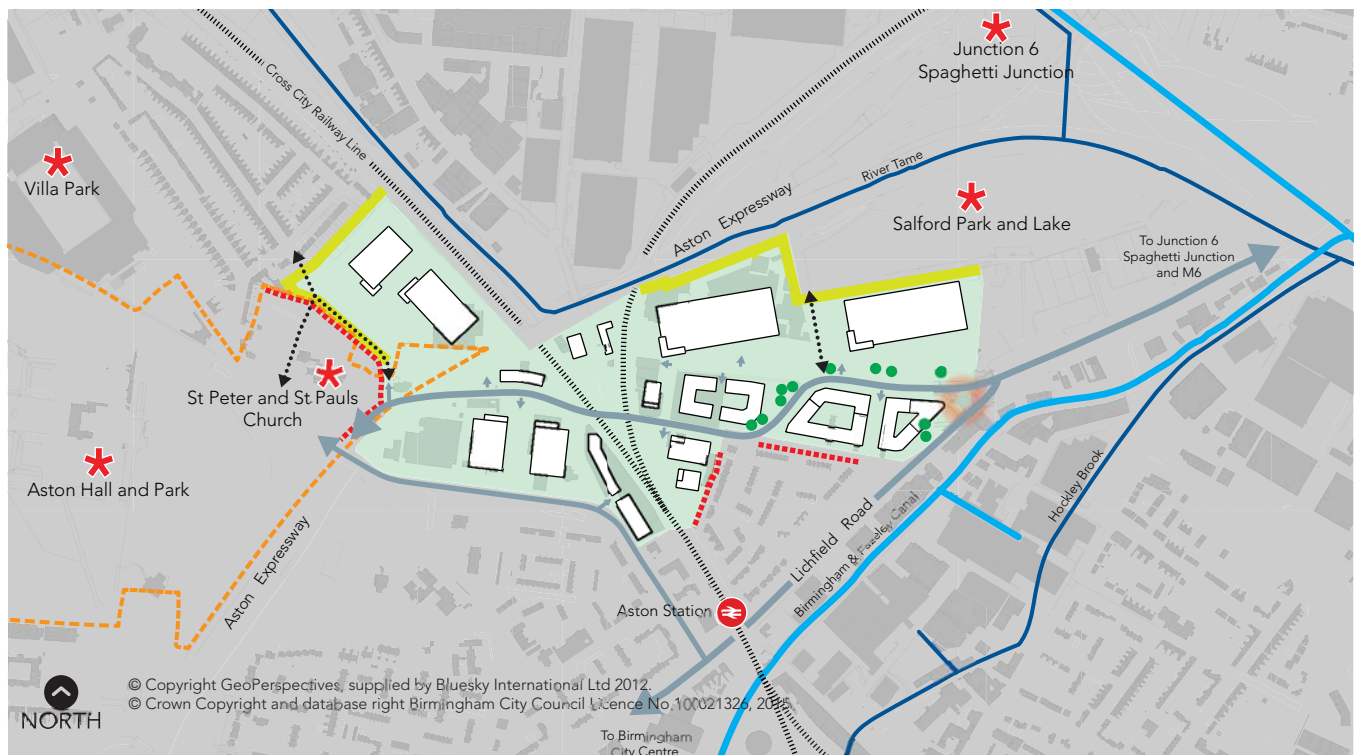 Junction 6
Spaghetti Junction
Cross City Railway Line
Villa Park
Aston Expressway
River Tame
Salford Park and Lake
To Junction 6
Spaghetti Junction
and M6
St Peter and St Pauls
Church
Aston Hall and Park
Aston Expressway
Lichfield Road
Birmingham & Fazeley Canal
Hockley Brook
Aston Station
NORTH
© Copyright GeoPerspectives, supplied by Bluesky International Ltd 2012.
© Crown Copyright and database right Birmingham City Council Licence No.100021326, 2015.
To Birmingham
City Centre